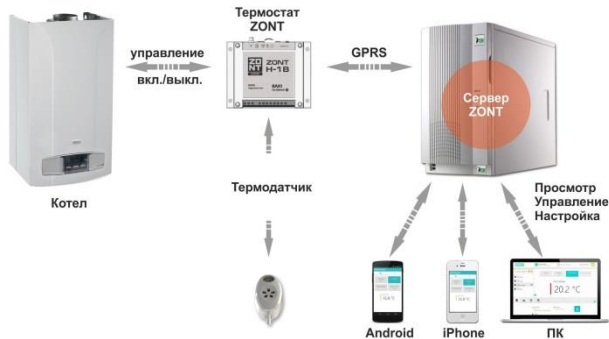 Термостат
ZONT
управление
вкл./выкл.
ZONT
ZONT
H-1B
GPRS
Сервер
ZONT
Котел
Термодатчик
Просмотр
Управление
Настройка
20.2 °C
Android
iPhone
ПК